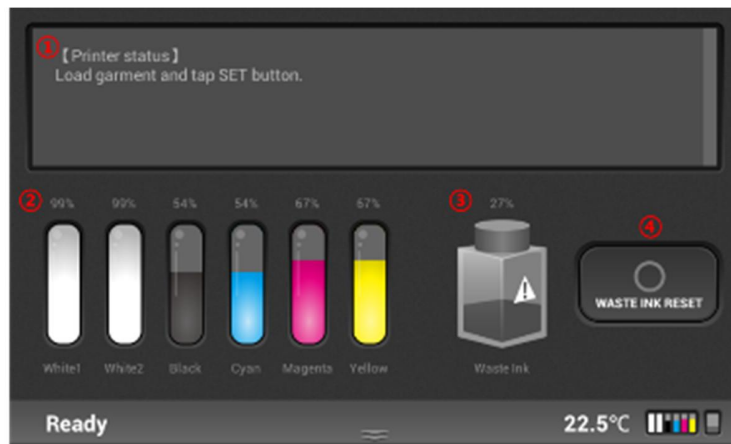 ①
【Printer status】
Load garment and tap SET button.
② 99% 99% 54% 54% 67% 67% ③ 27%
④
WASTE INK RESET
White1 White2 Black Cyan Magenta Yellow Waste Ink
Ready 22.5°C